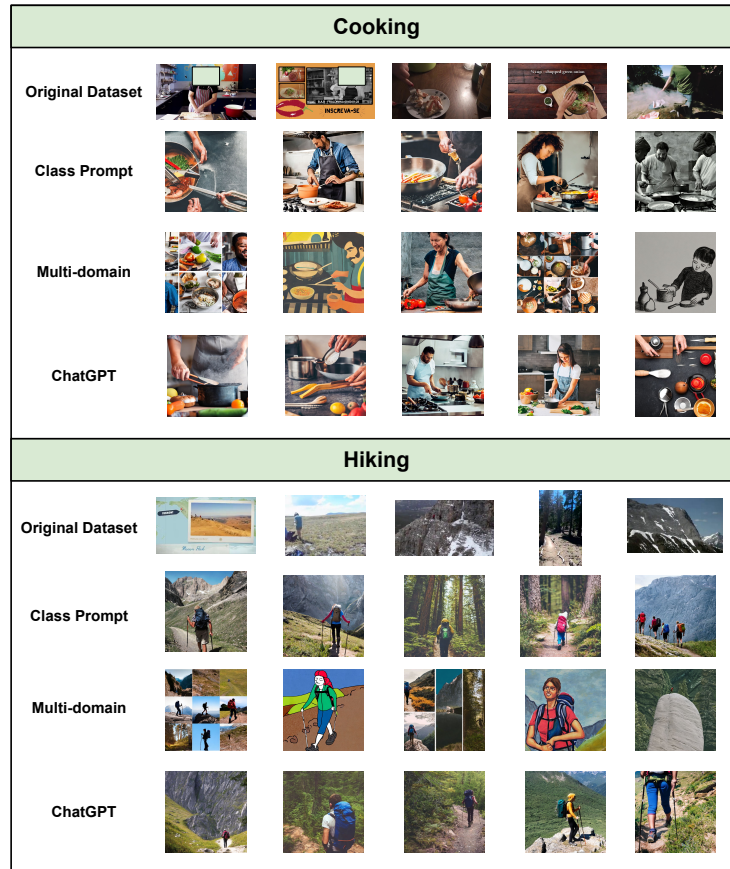 Cooking
Original Dataset
INSCREVA-SE
Class Prompt
Multi-domain
ChatGPT
Hiking
Original Dataset
Class Prompt
Multi-domain
ChatGPT